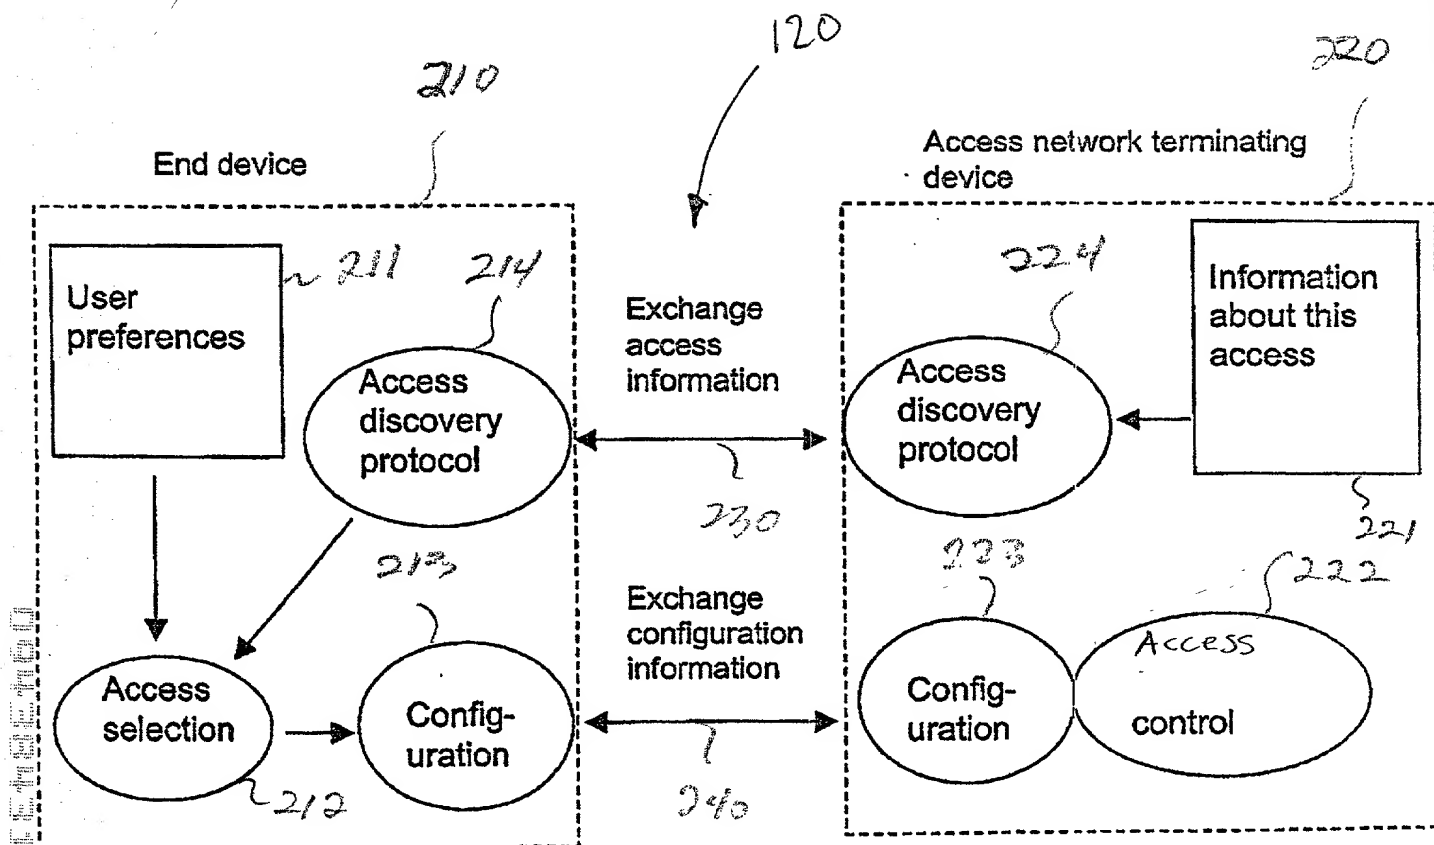 120
210
220
End device
Access network terminating
device
211
214
224
User
preferences
Exchange
access
information
Information
about this
access
Access
discovery
protocol
Access
discovery
protocol
230
221
213
223
222
Exchange
configuration
information
Access
selection
Config-
uration
Config-
uration
Access
control
212
240